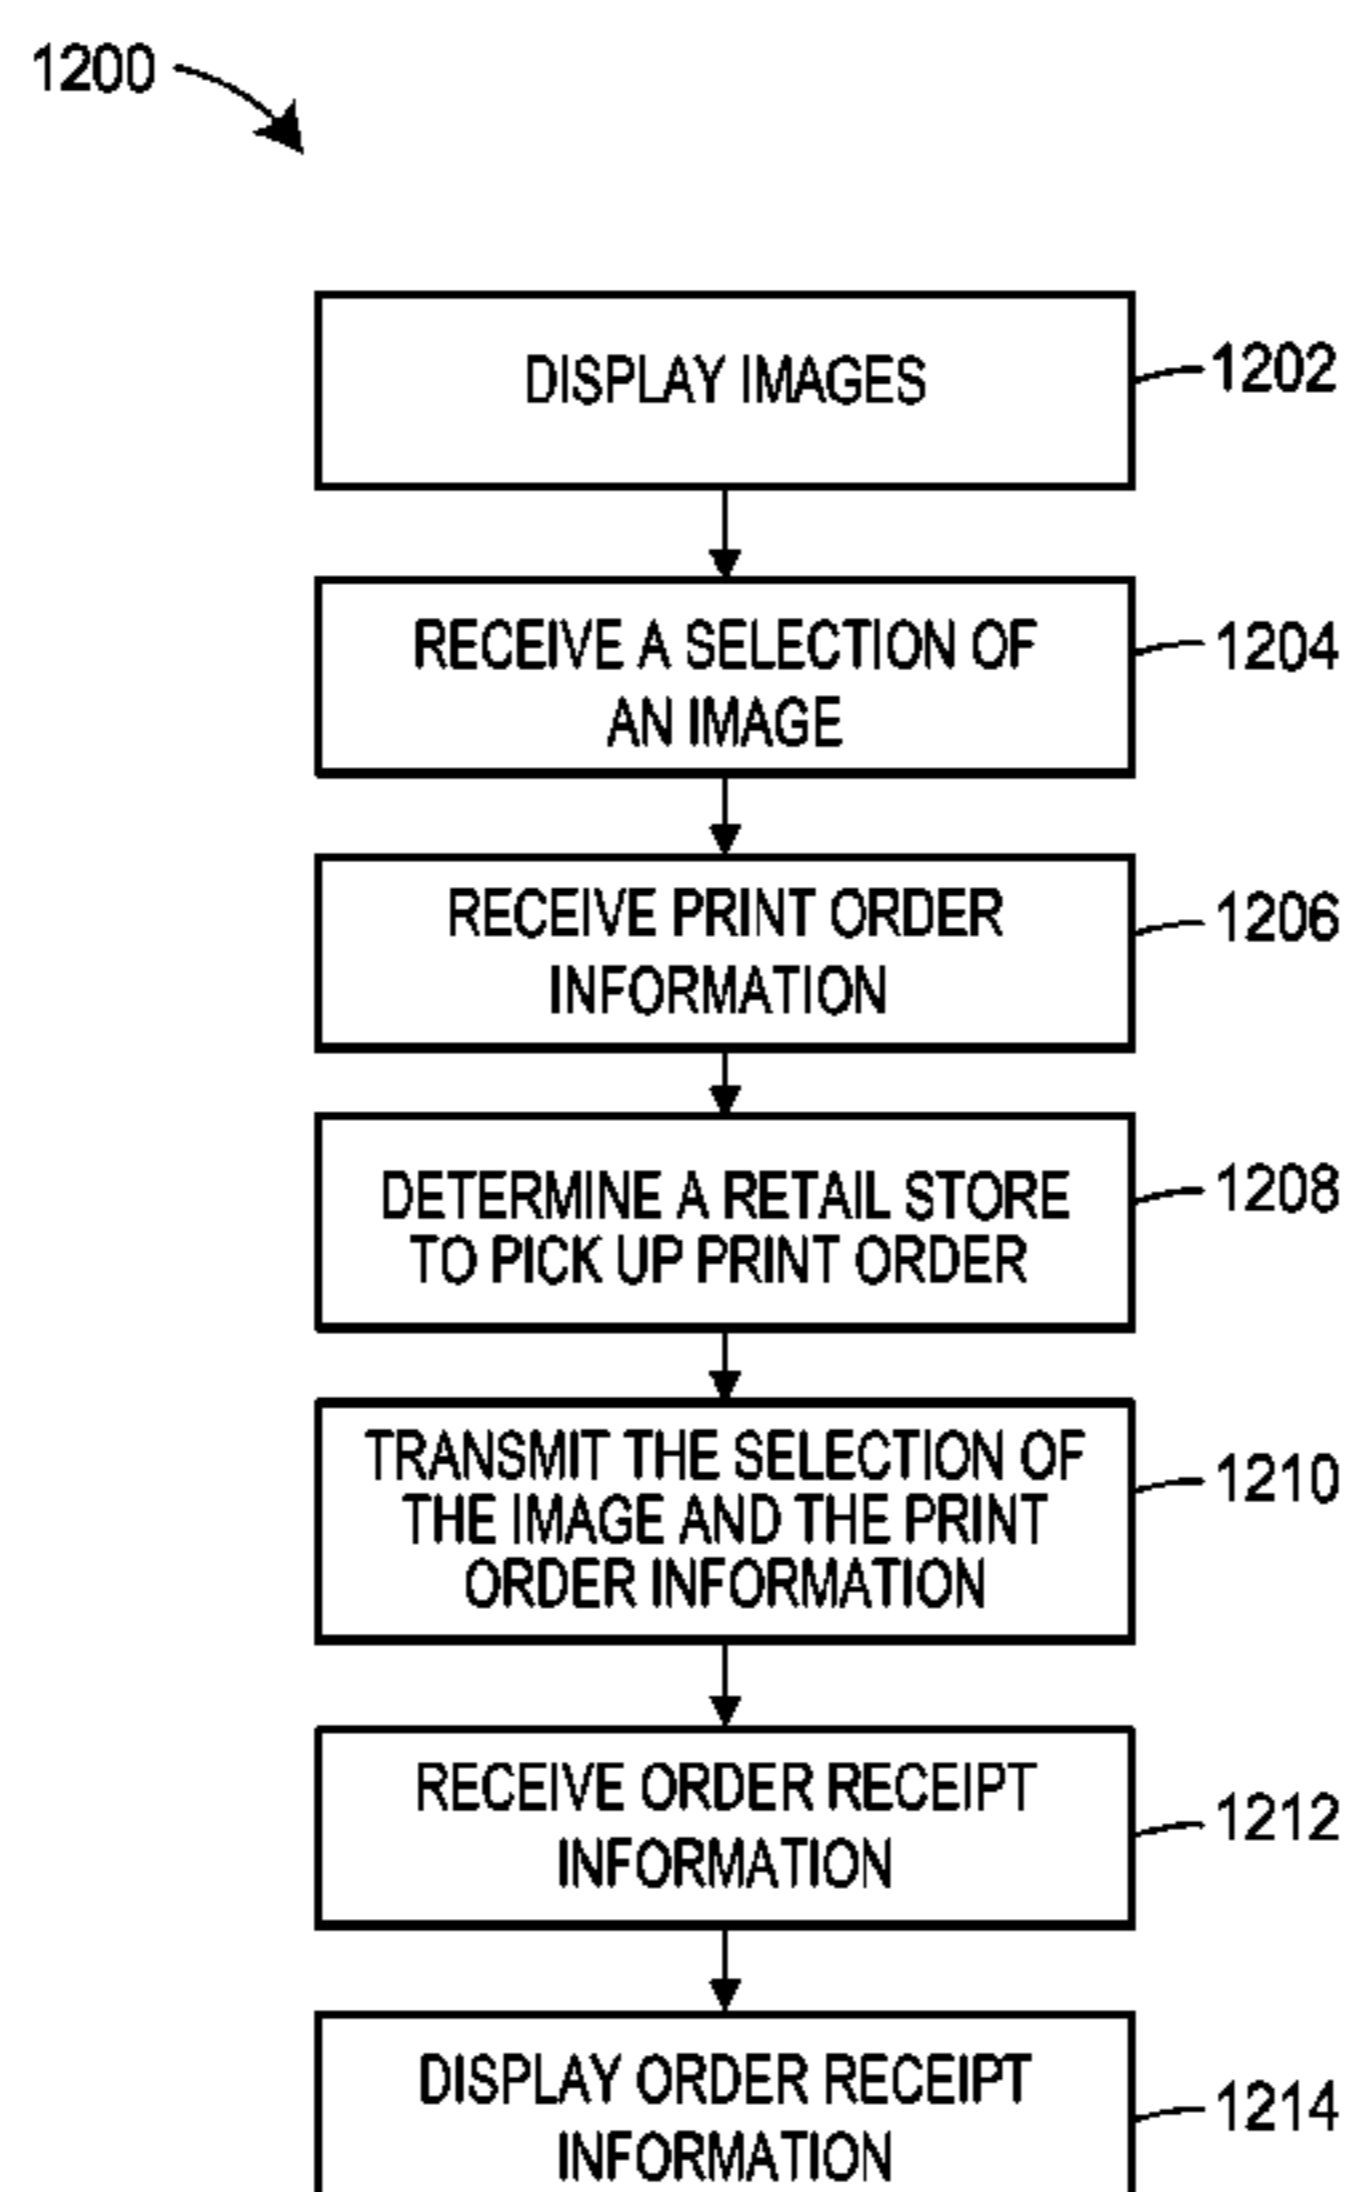 1200
DISPLAY IMAGES
1202
RECEIVE A SELECTION OF
AN IMAGE
1204
RECEIVE PRINT ORDER
INFORMATION
1206
DETERMINE A RETAIL STORE
TO PICK UP PRINT ORDER
1208
TRANSMIT THE SELECTION OF
THE IMAGE AND THE PRINT
ORDER INFORMATION
1210
RECEIVE ORDER RECEIPT
INFORMATION
1212
DISPLAY ORDER RECEIPT
INFORMATION
1214